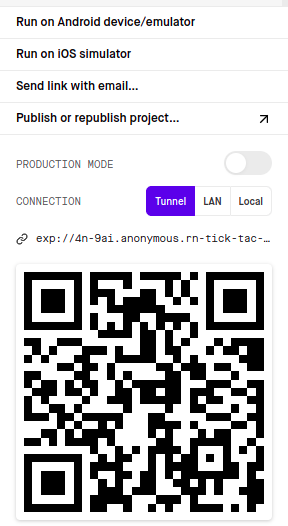 Run on Android device/emulator
Run on iOS simulator
Send link with email...
Publish or republish project...
PRODUCTION MODE
CONNECTION Tunnel LAN Local
exp://4n-9ai.anonymous.rn-tick-tac-...